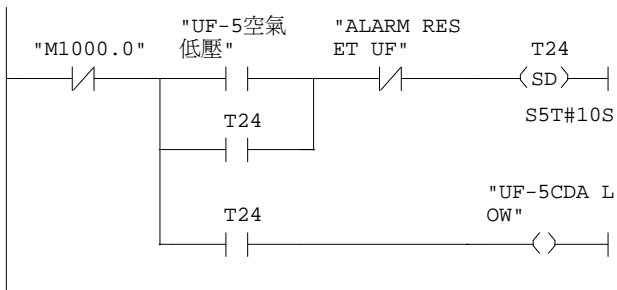 "UF-5空氣
低壓"
"ALARM RES
ET UF"
"M1000.0"
T24
SD
S5T#10S
T24
"UF-5CDA L
OW"
T24